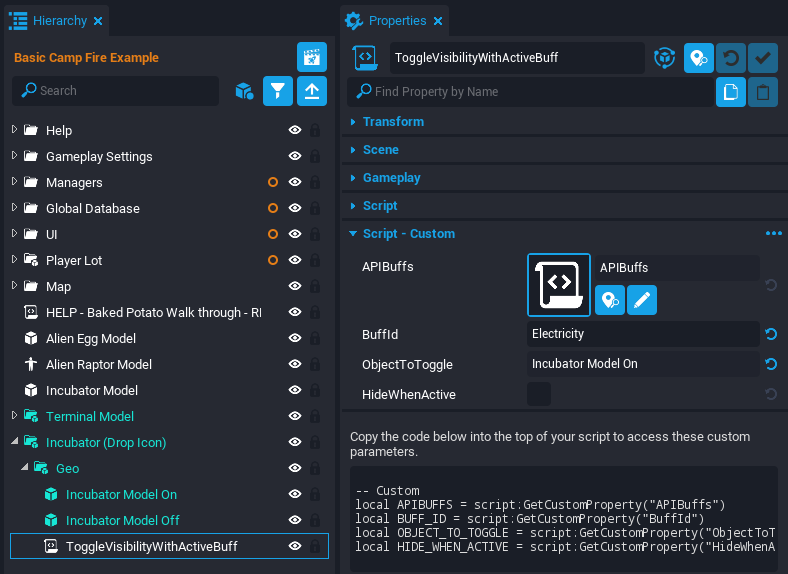 Hierarchy
Basic Camp Fire Example
Search
Help
Gameplay Settings
Managers
Global Database
UI
Player Lot
Map
HELP - Baked Potato Walk through - RI
Alien Egg Model
Alien Raptor Model
Incubator Model
Terminal Model
Incubator (Drop Icon)
Geo
Incubator Model On
Incubator Model Off
ToggleVisibilityWithActiveBuff
Properties
ToggleVisibilityWithActiveBuff
Find Property by Name
Transform
Scene
Gameplay
Script
Script - Custom
APIBuffs
APIBuffs
BuffId
Electricity
ObjectToToggle
Incubator Model On
HideWhenActive
Copy the code below into the top of your script to access these custom
parameters.
-- Custom
local APIBUFFS = script:GetCustomProperty("APIBuffs")
local BUFF_ID = script:GetCustomProperty("BuffId")
local OBJECT_TO_TOGGLE = script:GetCustomProperty("ObjectToT
local HIDE_WHEN_ACTIVE = script:GetCustomProperty("HideWhenA